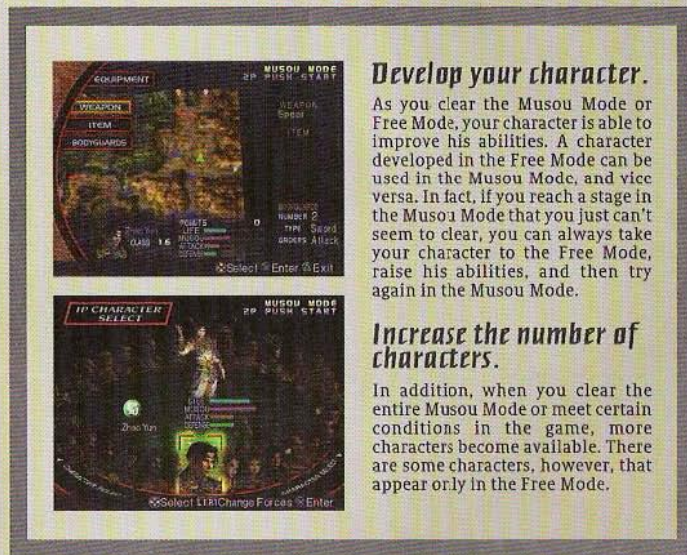 EQUIPMENT
MUSOU MODE
2P PUSH START
WEAPON
ITEM
BODYGUARDS
WEAPON
Spear
ITEM
BODYGUARDS
NUMBER 2
TYPE Sword
ORDERS Attack
POINTS 0
LIFE
MUSOU
ATTACK
DEFENSE
Zhao Yun
CLASS 1.6
Select Enter Exit
Develop your character.
As you clear the Musou Mode or
Free Mode, your character is able to
improve his abilities. A character
developed in the Free Mode can be
used in the Musou Mode, and vice
versa. In fact, if you reach a stage in
the Musou Mode that you just can't
seem to clear, you can always take
your character to the Free Mode,
raise his abilities, and then try
again in the Musou Mode.
1P CHARACTER
SELECT
MUSOU MODE
2P PUSH START
LIFE
MUSOU
ATTACK
DEFENSE
Zhao Yun
CHARACTER SELECT
CHARACTER SELECT
Select L1R1Change Forces Enter
Increase the number of
characters.
In addition, when you clear the
entire Musou Mode or meet certain
conditions in the game, more
characters become available. There
are some characters, however, that
appear only in the Free Mode.